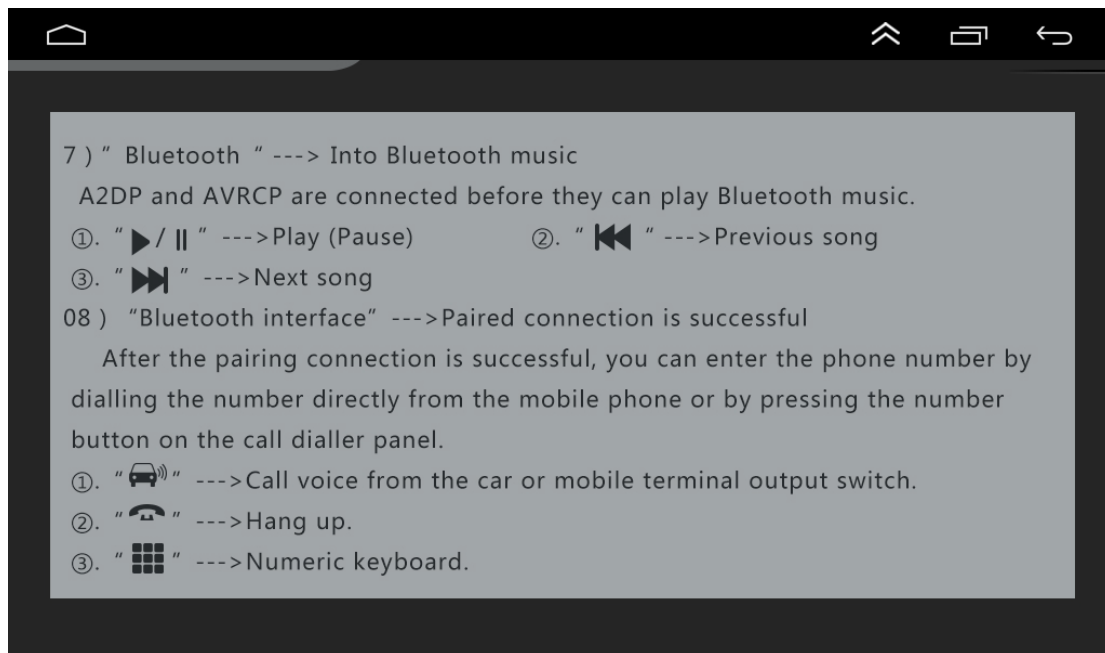 7 ) " Bluetooth " ---> Into Bluetooth music
A2DP and AVRCP are connected before they can play Bluetooth music.
①. “ ▶ / || ” --->Play (Pause) ②. “ ⏮ ” --->Previous song
③. “ ⏭ ” --->Next song
08 ) “Bluetooth interface” --->Paired connection is successful
After the pairing connection is successful, you can enter the phone number by
dialling the number directly from the mobile phone or by pressing the number
button on the call dialler panel.
①. “ ” --->Call voice from the car or mobile terminal output switch.
②. “ ” --->Hang up.
③. “ ” --->Numeric keyboard.